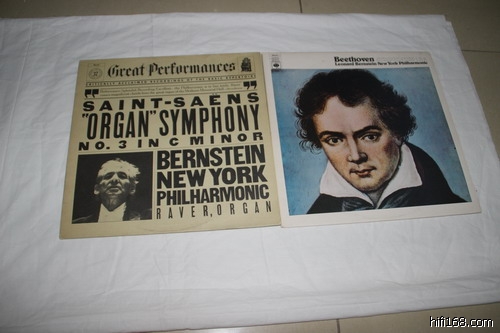 Great Performances
SAINT-SAENS
"ORGAN" SYMPHONY
NO. 3 IN C MINOR
BERNSTEIN
NEW YORK
PHILHARMONIC
RAVER, ORGAN
Beethoven
Leonard Bernstein New York Philharmonic
hifi168.com